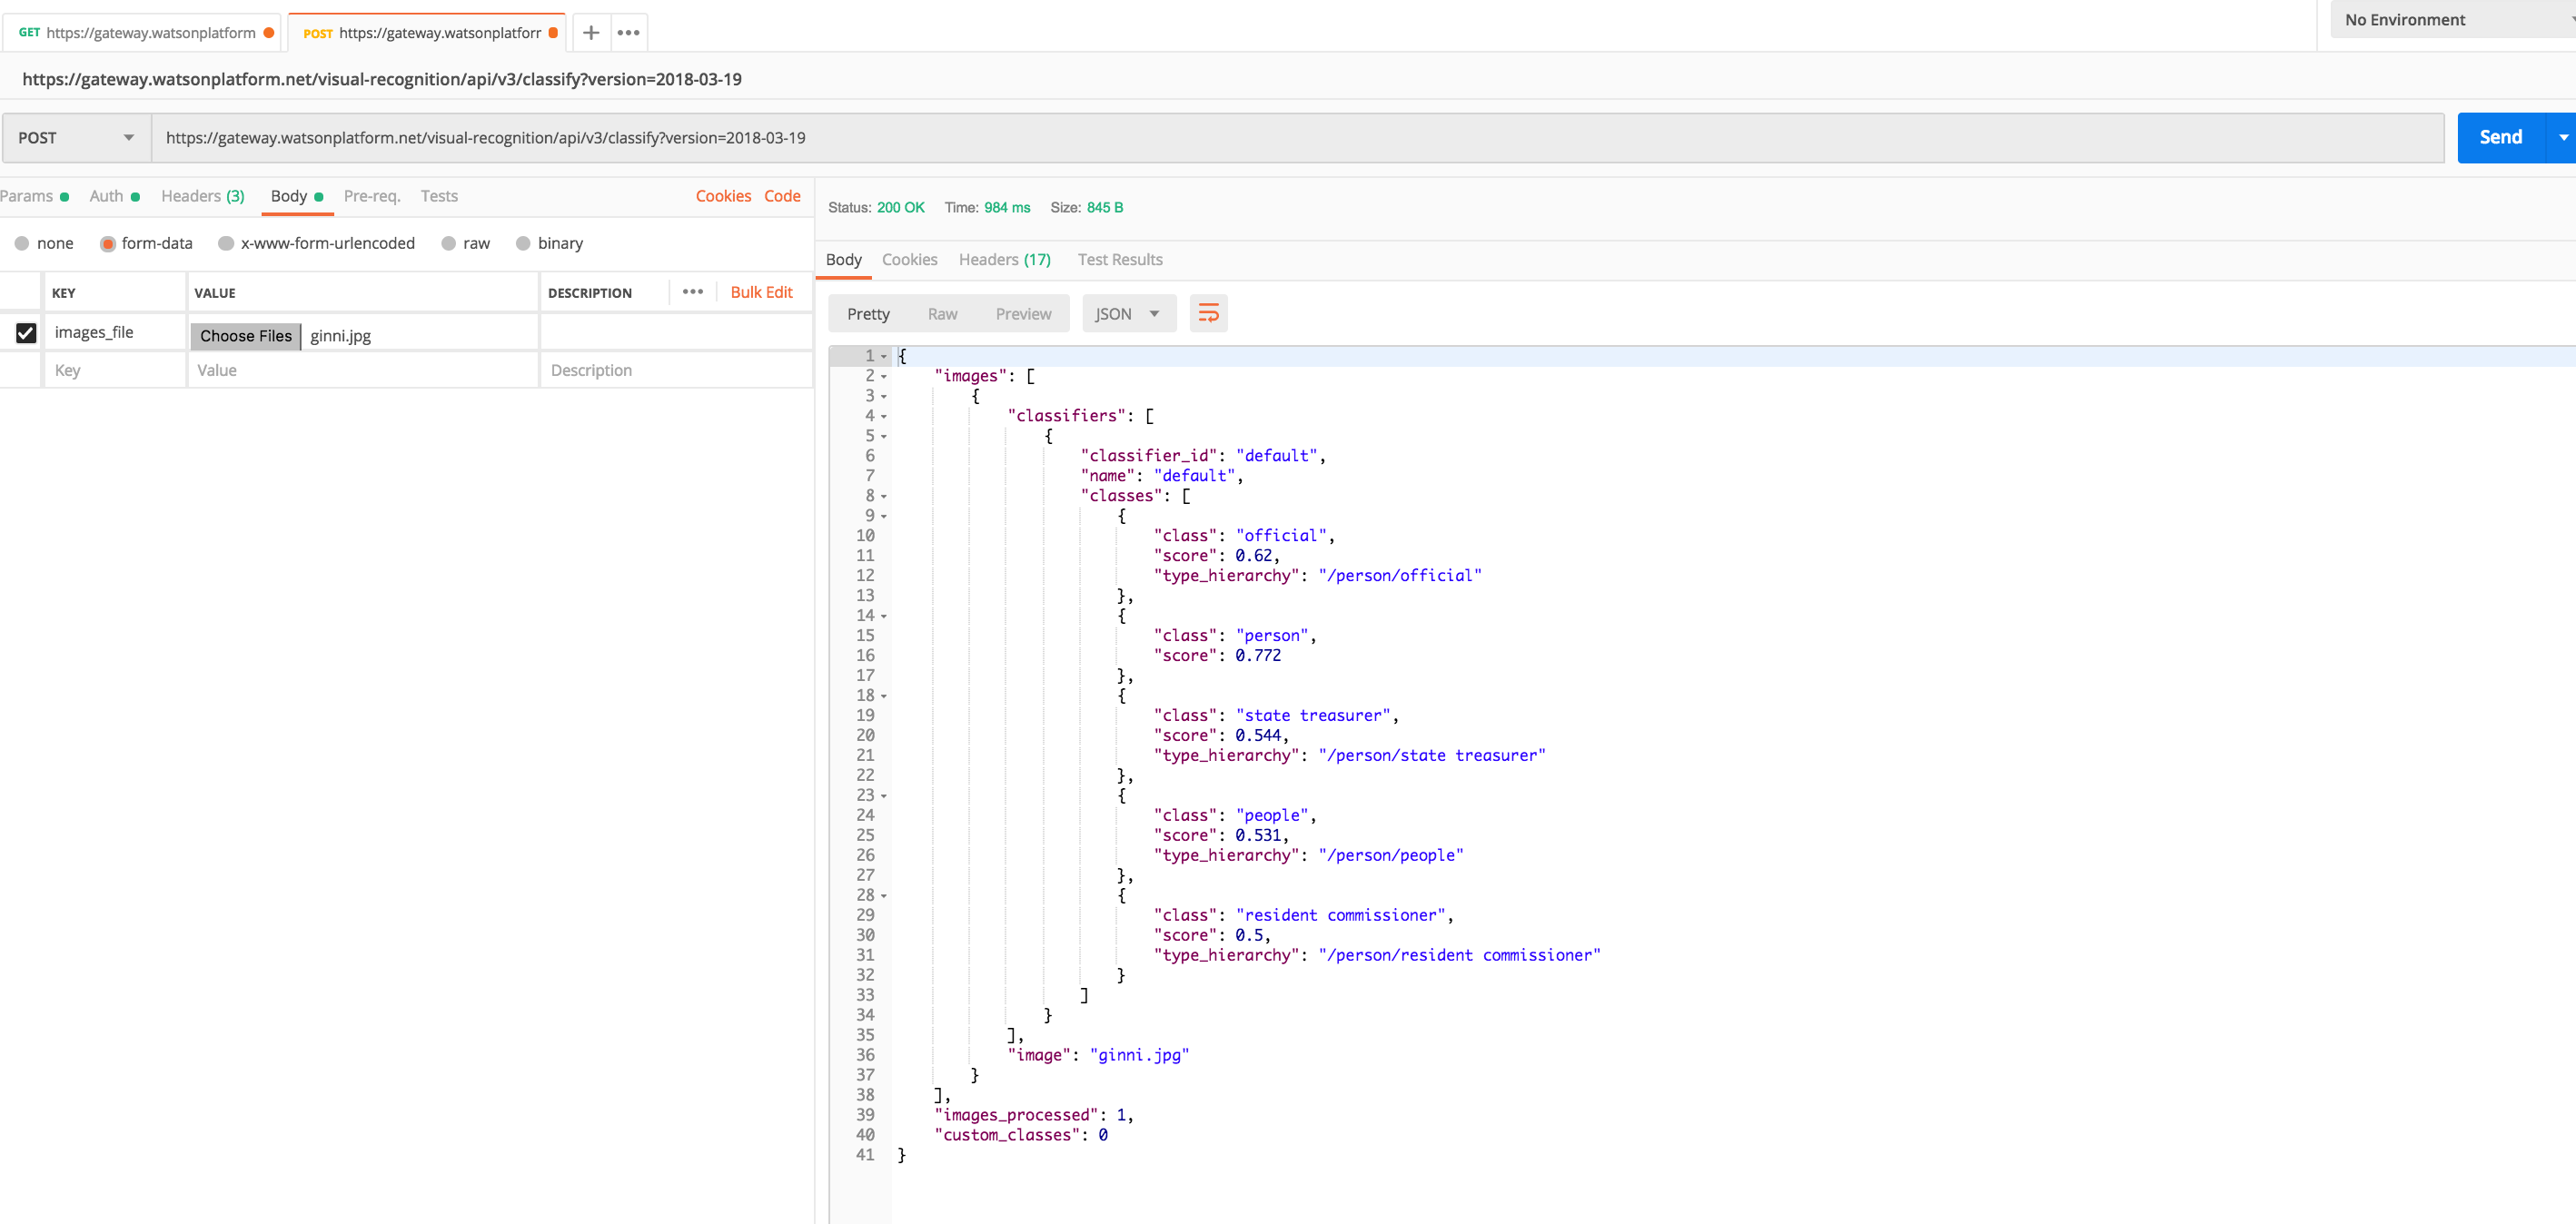 GET https://gateway.watsonplatform POST https://gateway.watsonplatforr + ••• No Environment
https://gateway.watsonplatform.net/visual-recognition/api/v3/classify?version=2018-03-19
POST https://gateway.watsonplatform.net/visual-recognition/api/v3/classify?version=2018-03-19 Send
Params Auth Headers (3) Body Pre-req. Tests Cookies Code
none form-data x-www-form-urlencoded raw binary
KEY VALUE DESCRIPTION ••• Bulk Edit
images_file Choose Files ginni.jpg
Key Value Description
Status: 200 OK Time: 984 ms Size: 845 B
Body Cookies Headers (17) Test Results
Pretty Raw Preview JSON
1 {
2 "images": [
3 {
4 "classifiers": [
5 {
6 "classifier_id": "default",
7 "name": "default",
8 "classes": [
9 {
10 "class": "official",
11 "score": 0.62,
12 "type_hierarchy": "/person/official"
13 },
14 {
15 "class": "person",
16 "score": 0.772
17 },
18 {
19 "class": "state treasurer",
20 "score": 0.544,
21 "type_hierarchy": "/person/state treasurer"
22 },
23 {
24 "class": "people",
25 "score": 0.531,
26 "type_hierarchy": "/person/people"
27 },
28 {
29 "class": "resident commissioner",
30 "score": 0.5,
31 "type_hierarchy": "/person/resident commissioner"
32 }
33 ]
34 }
35 ],
36 "image": "ginni.jpg"
37 }
38 ],
39 "images_processed": 1,
40 "custom_classes": 0
41 }